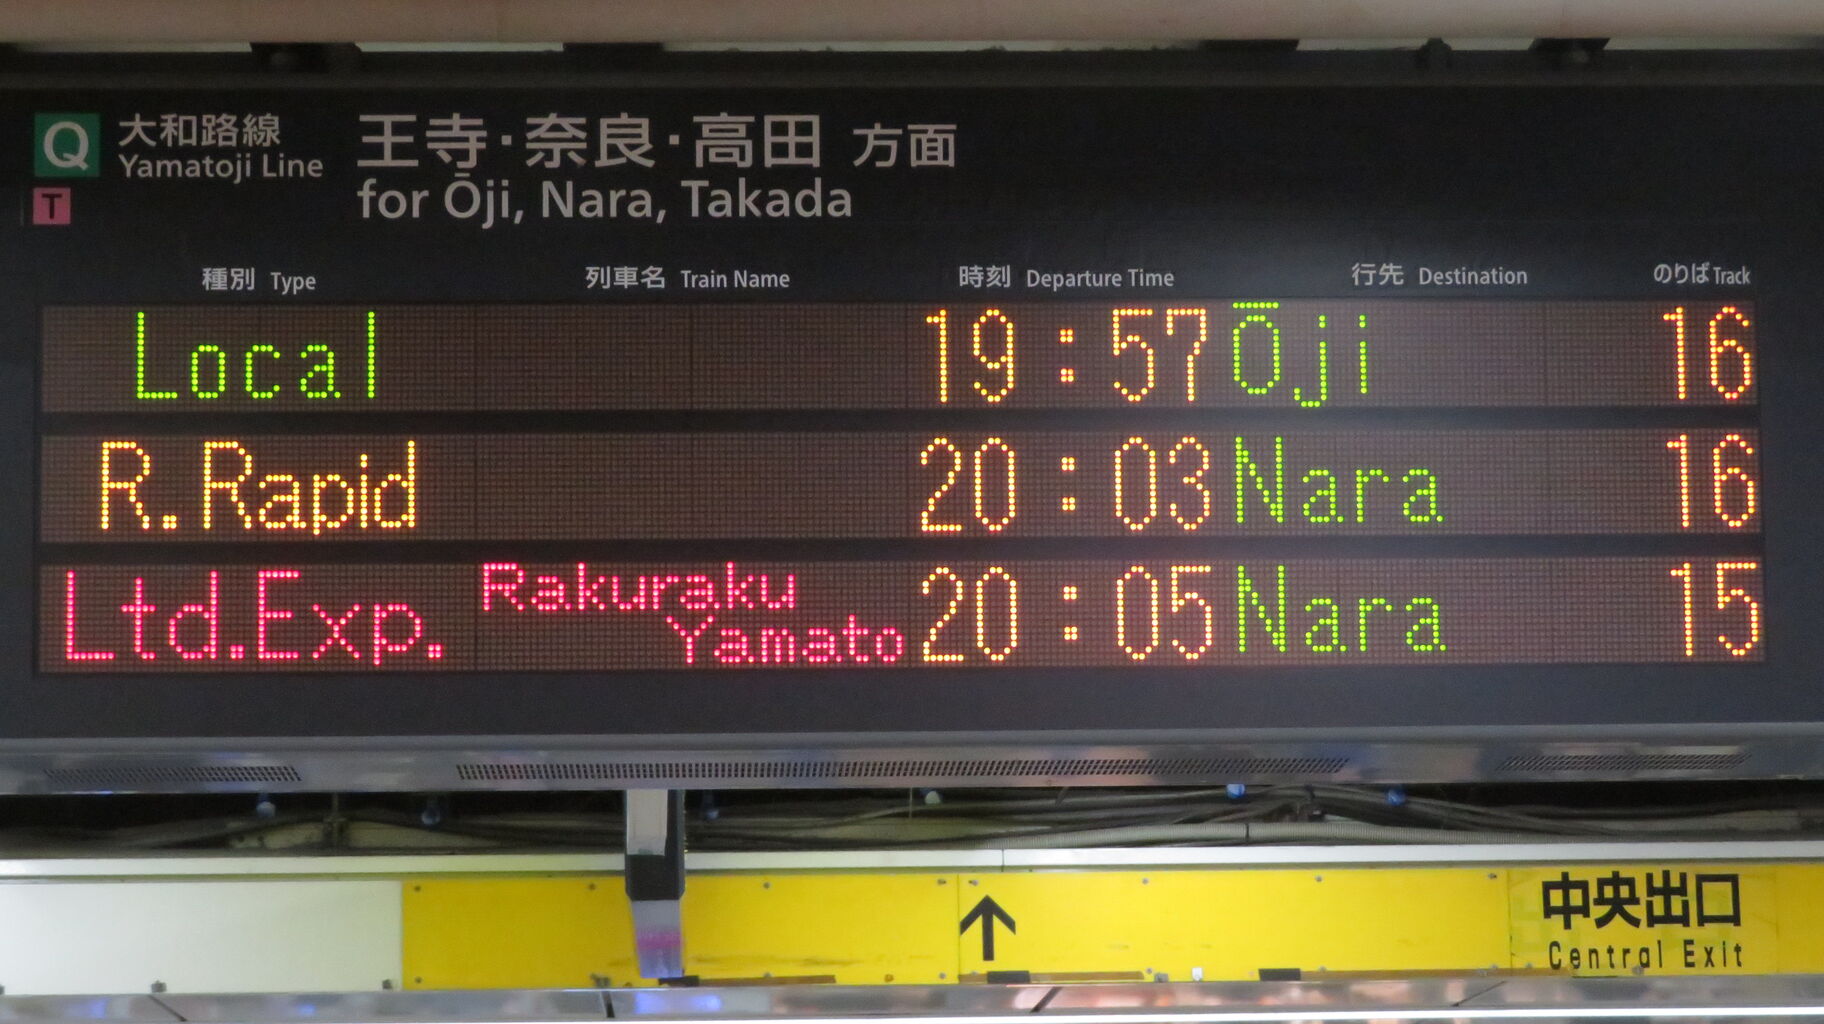 Q 大和路線 王寺・奈良・高田 方面
Yamatoji Line for Ōji, Nara, Takada
T
種別 Type 列車名 Train Name 時刻 Departure Time 行先 Destination のりば Track
Local 19:57 Ōji 16
R.Rapid 20:03 Nara 16
Ltd.Exp. Rakuraku Yamato 20:05 Nara 15
中央出口
Central Exit